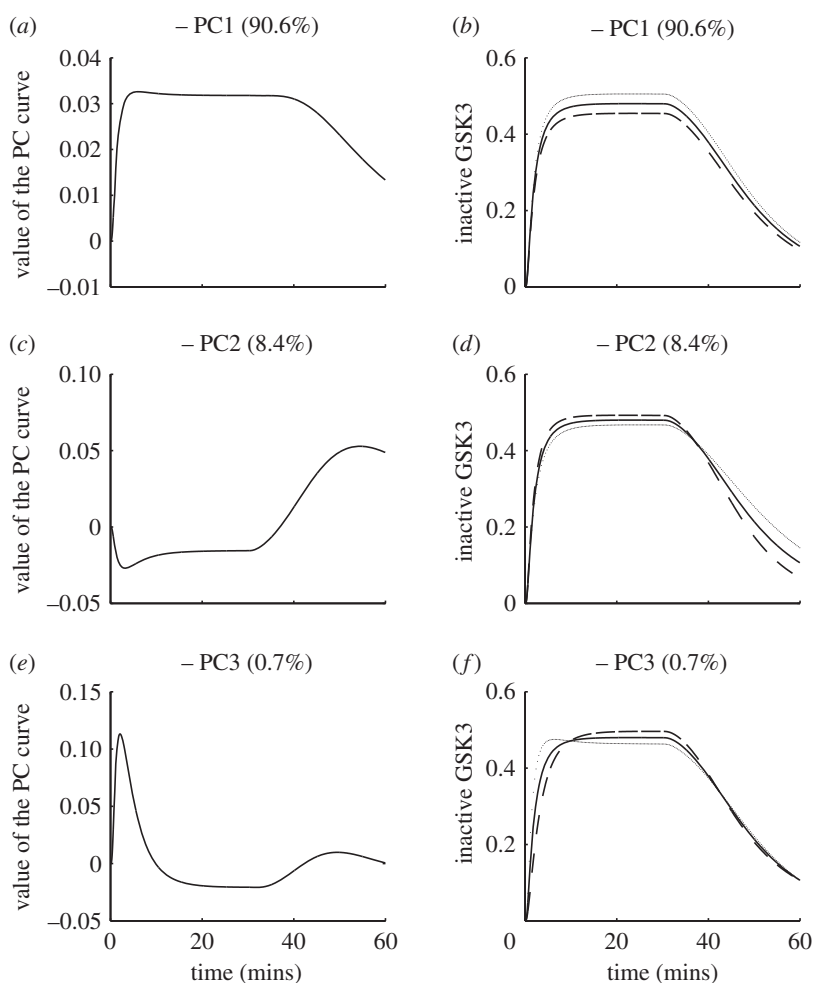 (a) – PC1 (90.6%)
value of the PC curve
0.04
0.03
0.02
0.01
0
–0.01
(b) – PC1 (90.6%)
inactive GSK3
0.6
0.4
0.2
0
0 20 40 60
(c) – PC2 (8.4%)
value of the PC curve
0.10
0.05
0
–0.05
(d) – PC2 (8.4%)
inactive GSK3
0.6
0.4
0.2
0
(e) – PC3 (0.7%)
value of the PC curve
0.15
0.10
0.05
0
–0.05
0 20 40 60
time (mins)
(f) – PC3 (0.7%)
inactive GSK3
0.6
0.4
0.2
0 20 40 60
time (mins)